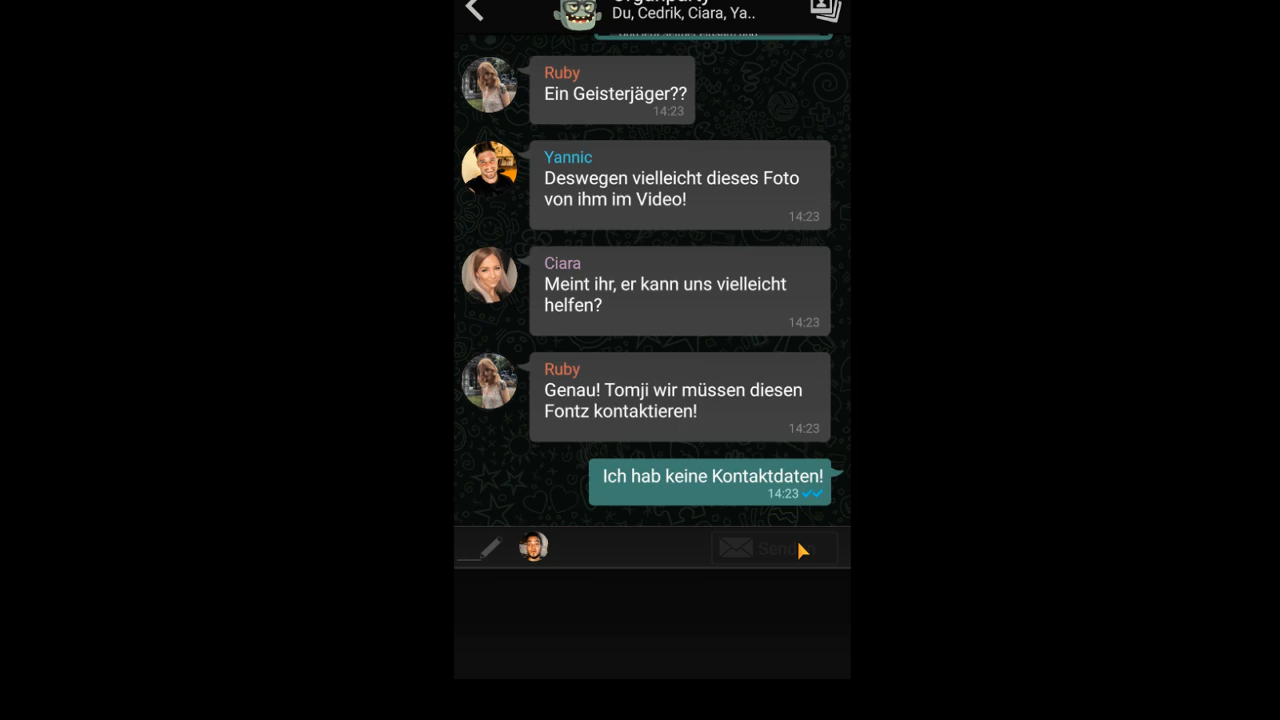 Du, Cedrik, Ciara, Ya..
Ruby
Ein Geisterjäger??
14:23
Yannic
Deswegen vielleicht dieses Foto
von ihm im Video!
14:23
Ciara
Meint ihr, er kann uns vielleicht
helfen?
14:23
Ruby
Genau! Tomji wir müssen diesen
Fontz kontaktieren!
14:23
Ich hab keine Kontaktdaten!
14:23
Senden